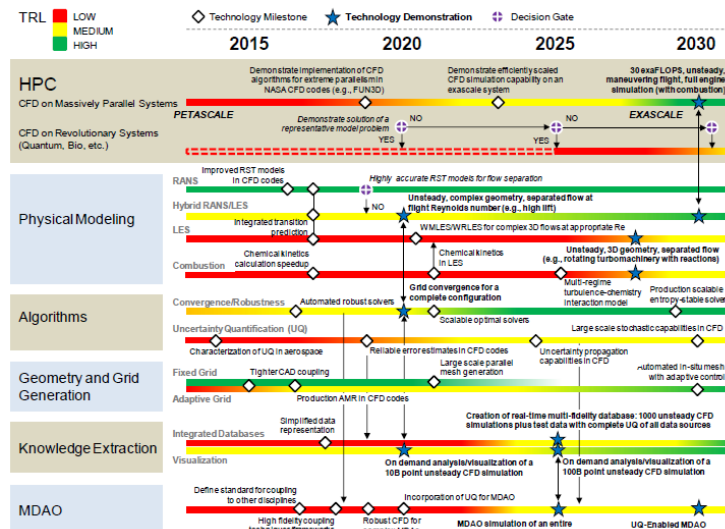 TRL
LOW
MEDIUM
HIGH
Technology Milestone
Technology Demonstration
Decision Gate
2015
2020
2025
2030
HPC
CFD on Massively Parallel Systems
Demonstrate implementation of CFD
algorithms for extreme parallelism in
NASA CFD codes (e.g., FUN3D)
Demonstrate efficiently scaled
CFD simulation capability on an
exascale system
30 exaFLOPS, unsteady,
maneuvering flight, full engine
simulation (with combustion)
PETASCALE
EXASCALE
CFD on Revolutionary Systems
(Quantum, Bio, etc.)
Demonstrate solution of a
representative model problem
NO
YES
NO
YES
Physical Modeling
RANS
Improved RST models
in CFD codes
Highly accurate RST models for flow separation
Hybrid RANS/LES
NO
Unsteady, complex geometry, separated flow at
flight Reynolds number (e.g., high lift)
LES
Integrated transition
prediction
WMLES/WRLES for complex 3D flows at appropriate Re
Unsteady, 3D geometry, separated flow
(e.g., rotating turbomachinery with reactions)
Combustion
Chemical kinetics
calculation speedup
Chemical kinetics
in LES
Multi-regime
turbulence-chemistry
interaction model
Grid convergence for a
complete configuration
Production scalable
entropy-stable solver
Algorithms
Convergence/Robustness
Automated robust solvers
Scalable optimal solvers
Uncertainty Quantification (UQ)
Large scale stochastic capabilities in CFD
Characterization of UQ in aerospace
Reliable error estimates in CFD codes
Uncertainty propagation
capabilities in CFD
Geometry and Grid
Generation
Fixed Grid
Tighter CAD coupling
Large scale parallel
mesh generation
Automated in-situ mesh
with adaptive control
Adaptive Grid
Production AMR in CFD codes
Knowledge Extraction
Integrated Databases
Simplified data
representation
Creation of real-time multi-fidelity database: 1000 unsteady CFD
simulations plus test data with complete UQ of all data sources
Visualization
On demand analysis/visualization of a
10B point unsteady CFD simulation
On demand analysis/visualization of a
100B point unsteady CFD simulation
MDAO
Define standard for coupling
to other disciplines
Incorporation of UQ for MDAO
High fidelity coupling
Robust CFD for
MDAO simulation of an entire
UQ-Enabled MDAO